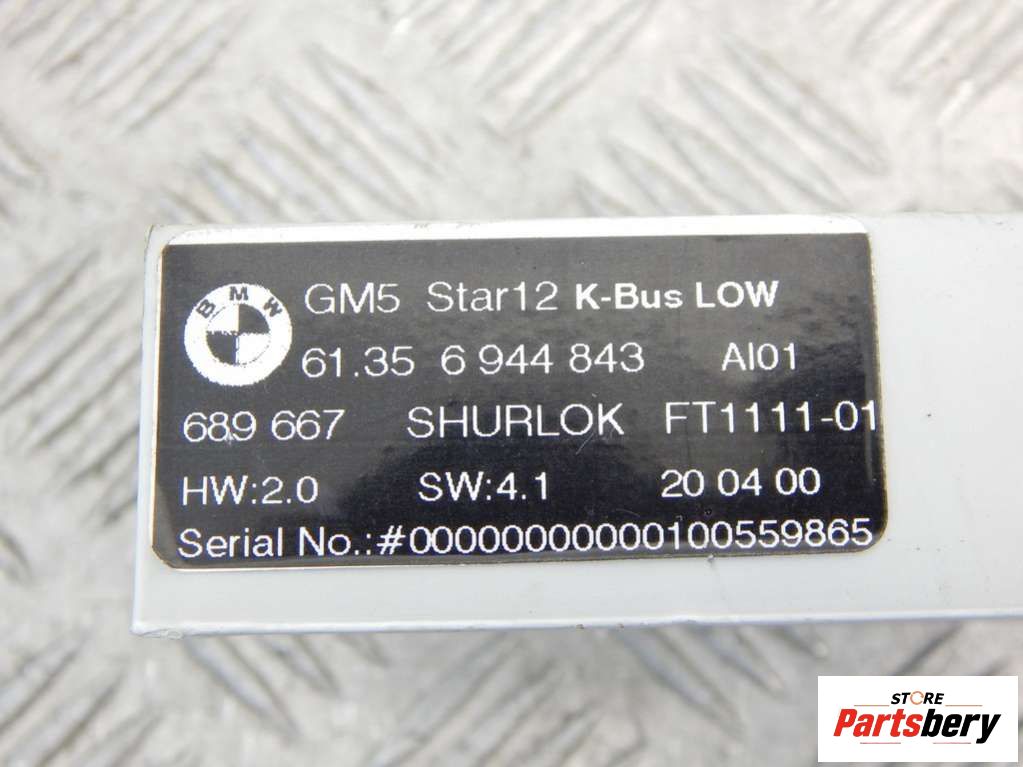 BMW
GM5 Star12 K-Bus LOW
61.35 6 944 843 AI01
689 667 SHURLOK FT1111-01
HW:2.0 SW:4.1 20 04 00
Serial No.:#00000000000100559865
STORE
Partsbery